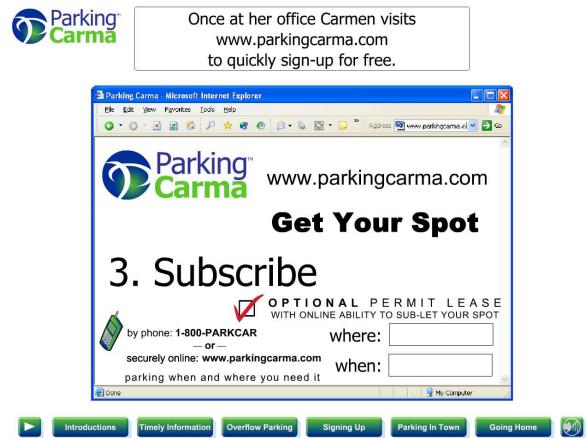 Parking
Carma
Once at her office Carmen visits
www.parkingcarma.com
to quickly sign-up for free.
Parking Carma - Microsoft Internet Explorer
File Edit View Favorites Tools Help
Address www.parkingcarma.c Go
Parking™
Carma
www.parkingcarma.com
Get Your Spot
3. Subscribe
OPTIONAL PERMIT LEASE
WITH ONLINE ABILITY TO SUB-LET YOUR SPOT
by phone: 1-800-PARKCAR
— or —
securely online: www.parkingcarma.com
parking when and where you need it
where:
when:
Done
My Computer
Introductions
Timely Information
Overflow Parking
Signing Up
Parking In Town
Going Home